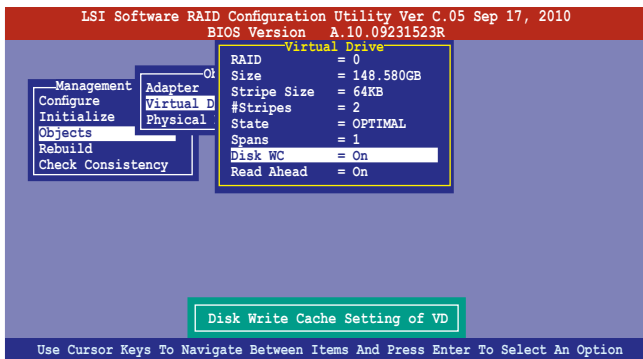 LSI Software RAID Configuration Utility Ver C.05 Sep 17, 2010
BIOS Version A.10.09231523R
Management
Configure
Initialize
Objects
Rebuild
Check Consistency
Adapter
Virtual D
Physical
Virtual Drive
RAID = 0
Size = 148.580GB
Stripe Size = 64KB
#Stripes = 2
State = OPTIMAL
Spans = 1
Disk WC = On
Read Ahead = On
Disk Write Cache Setting of VD
Use Cursor Keys To Navigate Between Items And Press Enter To Select An Option